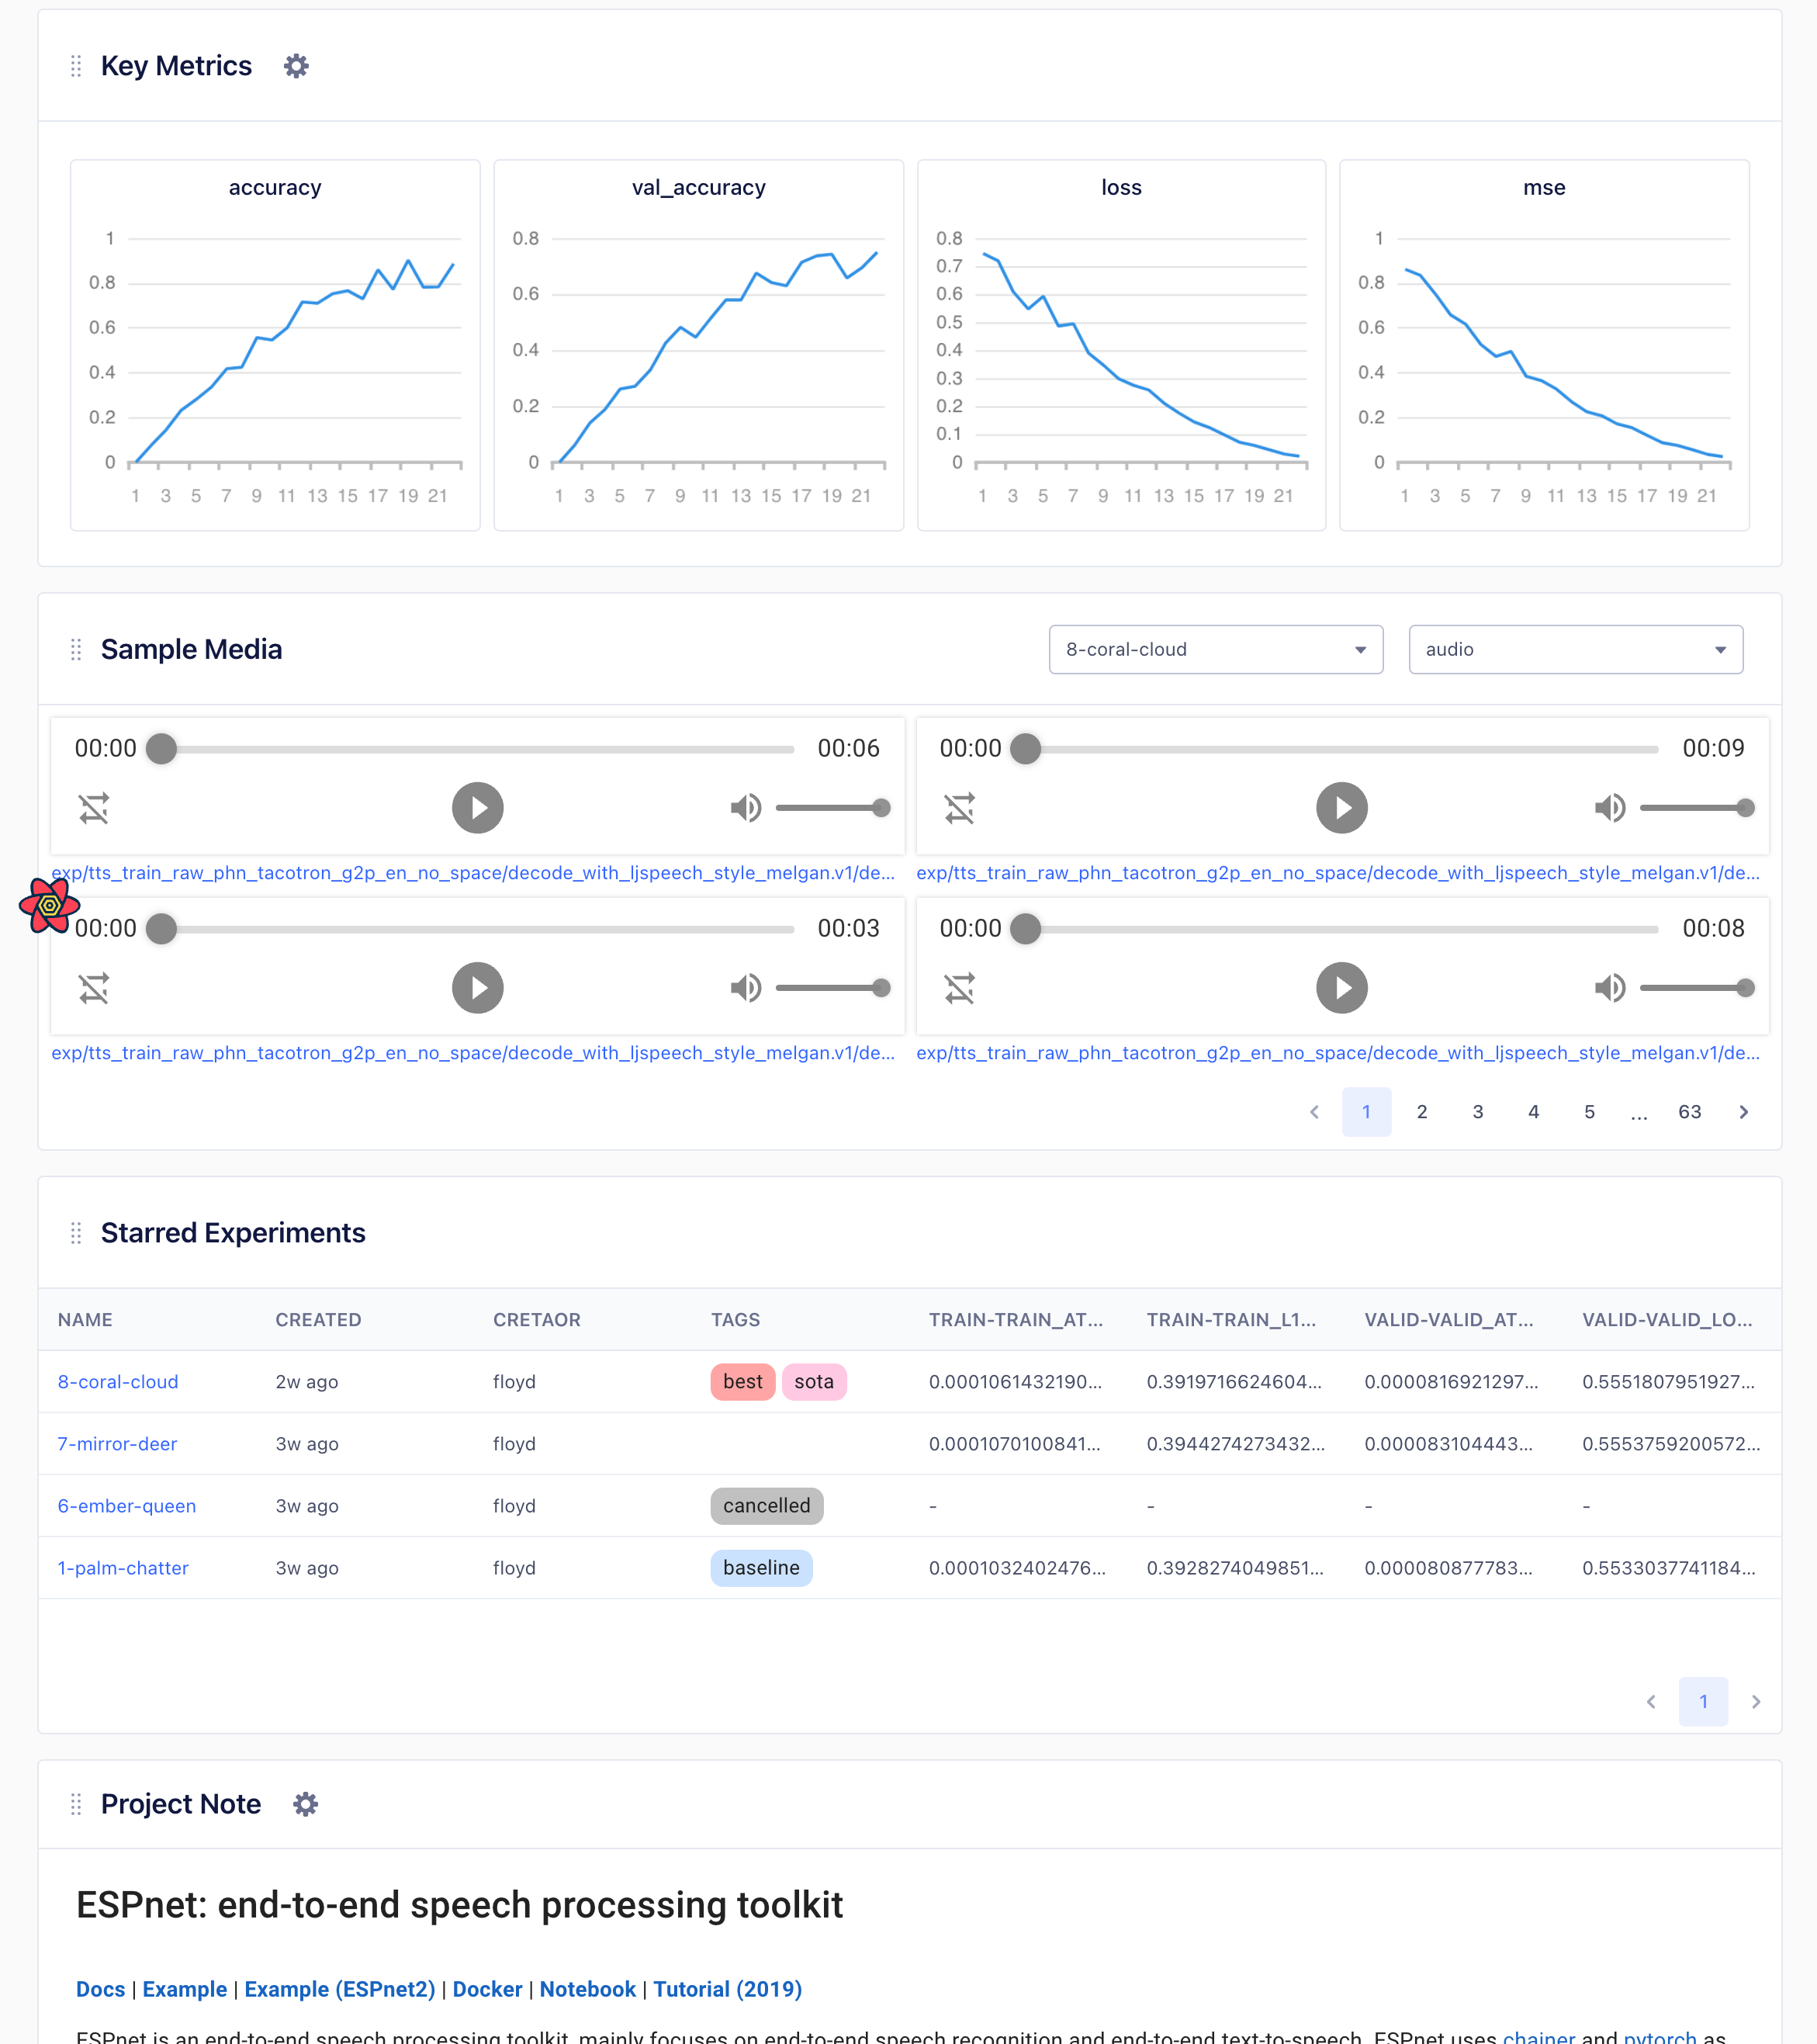 Key Metrics
accuracy
1
0.8
0.6
0.4
0.2
0
1 3 5 7 9 11 13 15 17 19 21
val_accuracy
0.8
0.6
0.4
0.2
0
1 3 5 7 9 11 13 15 17 19 21
loss
0.8
0.7
0.6
0.5
0.4
0.3
0.2
0.1
0
1 3 5 7 9 11 13 15 17 19 21
mse
1
0.8
0.6
0.4
0.2
0
1 3 5 7 9 11 13 15 17 19 21
Sample Media
8-coral-cloud
audio
00:00 00:06
exp/tts_train_raw_phn_tacotron_g2p_en_no_space/decode_with_ljspeech_style_melgan.v1/de...
00:00 00:09
exp/tts_train_raw_phn_tacotron_g2p_en_no_space/decode_with_ljspeech_style_melgan.v1/de...
00:00 00:03
exp/tts_train_raw_phn_tacotron_g2p_en_no_space/decode_with_ljspeech_style_melgan.v1/de...
00:00 00:08
exp/tts_train_raw_phn_tacotron_g2p_en_no_space/decode_with_ljspeech_style_melgan.v1/de...
1 2 3 4 5 ... 63
Starred Experiments
NAME CREATED CRETAOR TAGS TRAIN-TRAIN_AT... TRAIN-TRAIN_L1... VALID-VALID_AT... VALID-VALID_LO...
8-coral-cloud 2w ago floyd best sota 0.0001061432190... 0.3919716624604... 0.0000816921297... 0.5551807951927...
7-mirror-deer 3w ago floyd 0.0001070100841... 0.3944274273432... 0.000083104443... 0.5553759200572...
6-ember-queen 3w ago floyd cancelled - - - -
1-palm-chatter 3w ago floyd baseline 0.0001032402476... 0.3928274049851... 0.000080877783... 0.5533037741184...
1
Project Note
ESPnet: end-to-end speech processing toolkit
Docs | Example | Example (ESPnet2) | Docker | Notebook | Tutorial (2019)
ESPnet is an end-to-end speech processing toolkit, mainly focuses on end-to-end speech recognition and end-to-end text-to-speech. ESPnet uses chainer and pytorch as